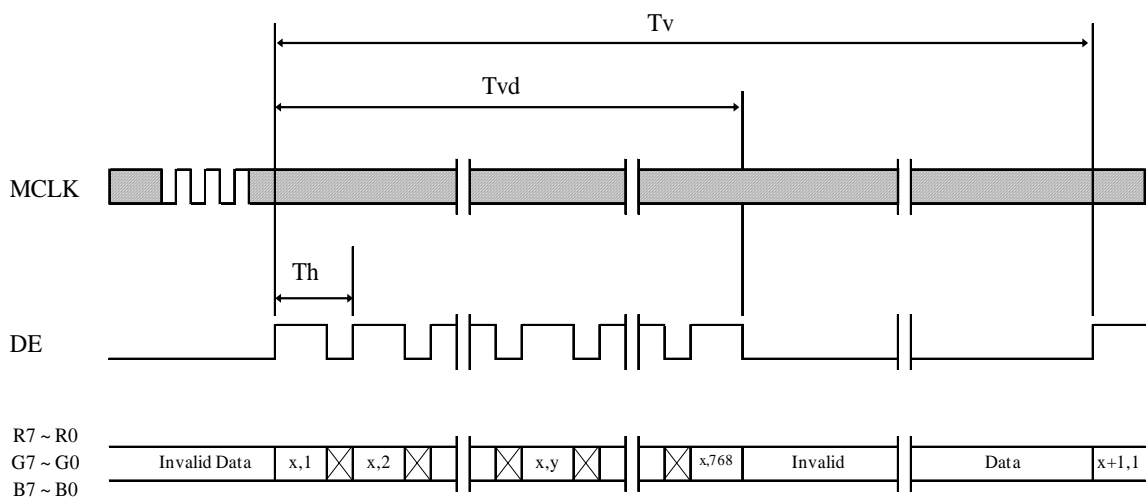 Tv
Tvd
MCLK
Th
DE
R7 ~ R0
G7 ~ G0
B7 ~ B0
Invalid Data
x,1
x,2
x,y
x,768
Invalid
Data
x+1,1